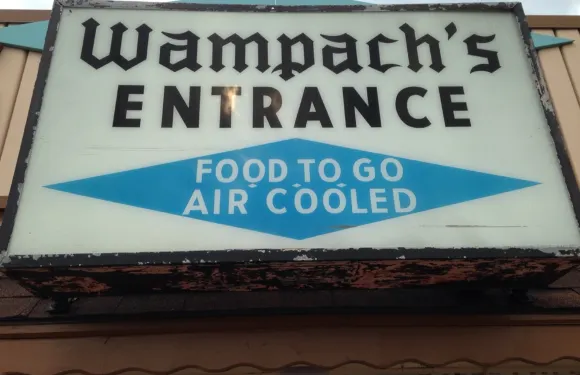 Wampach's
ENTRANCE
FOOD TO GO
AIR COOLED